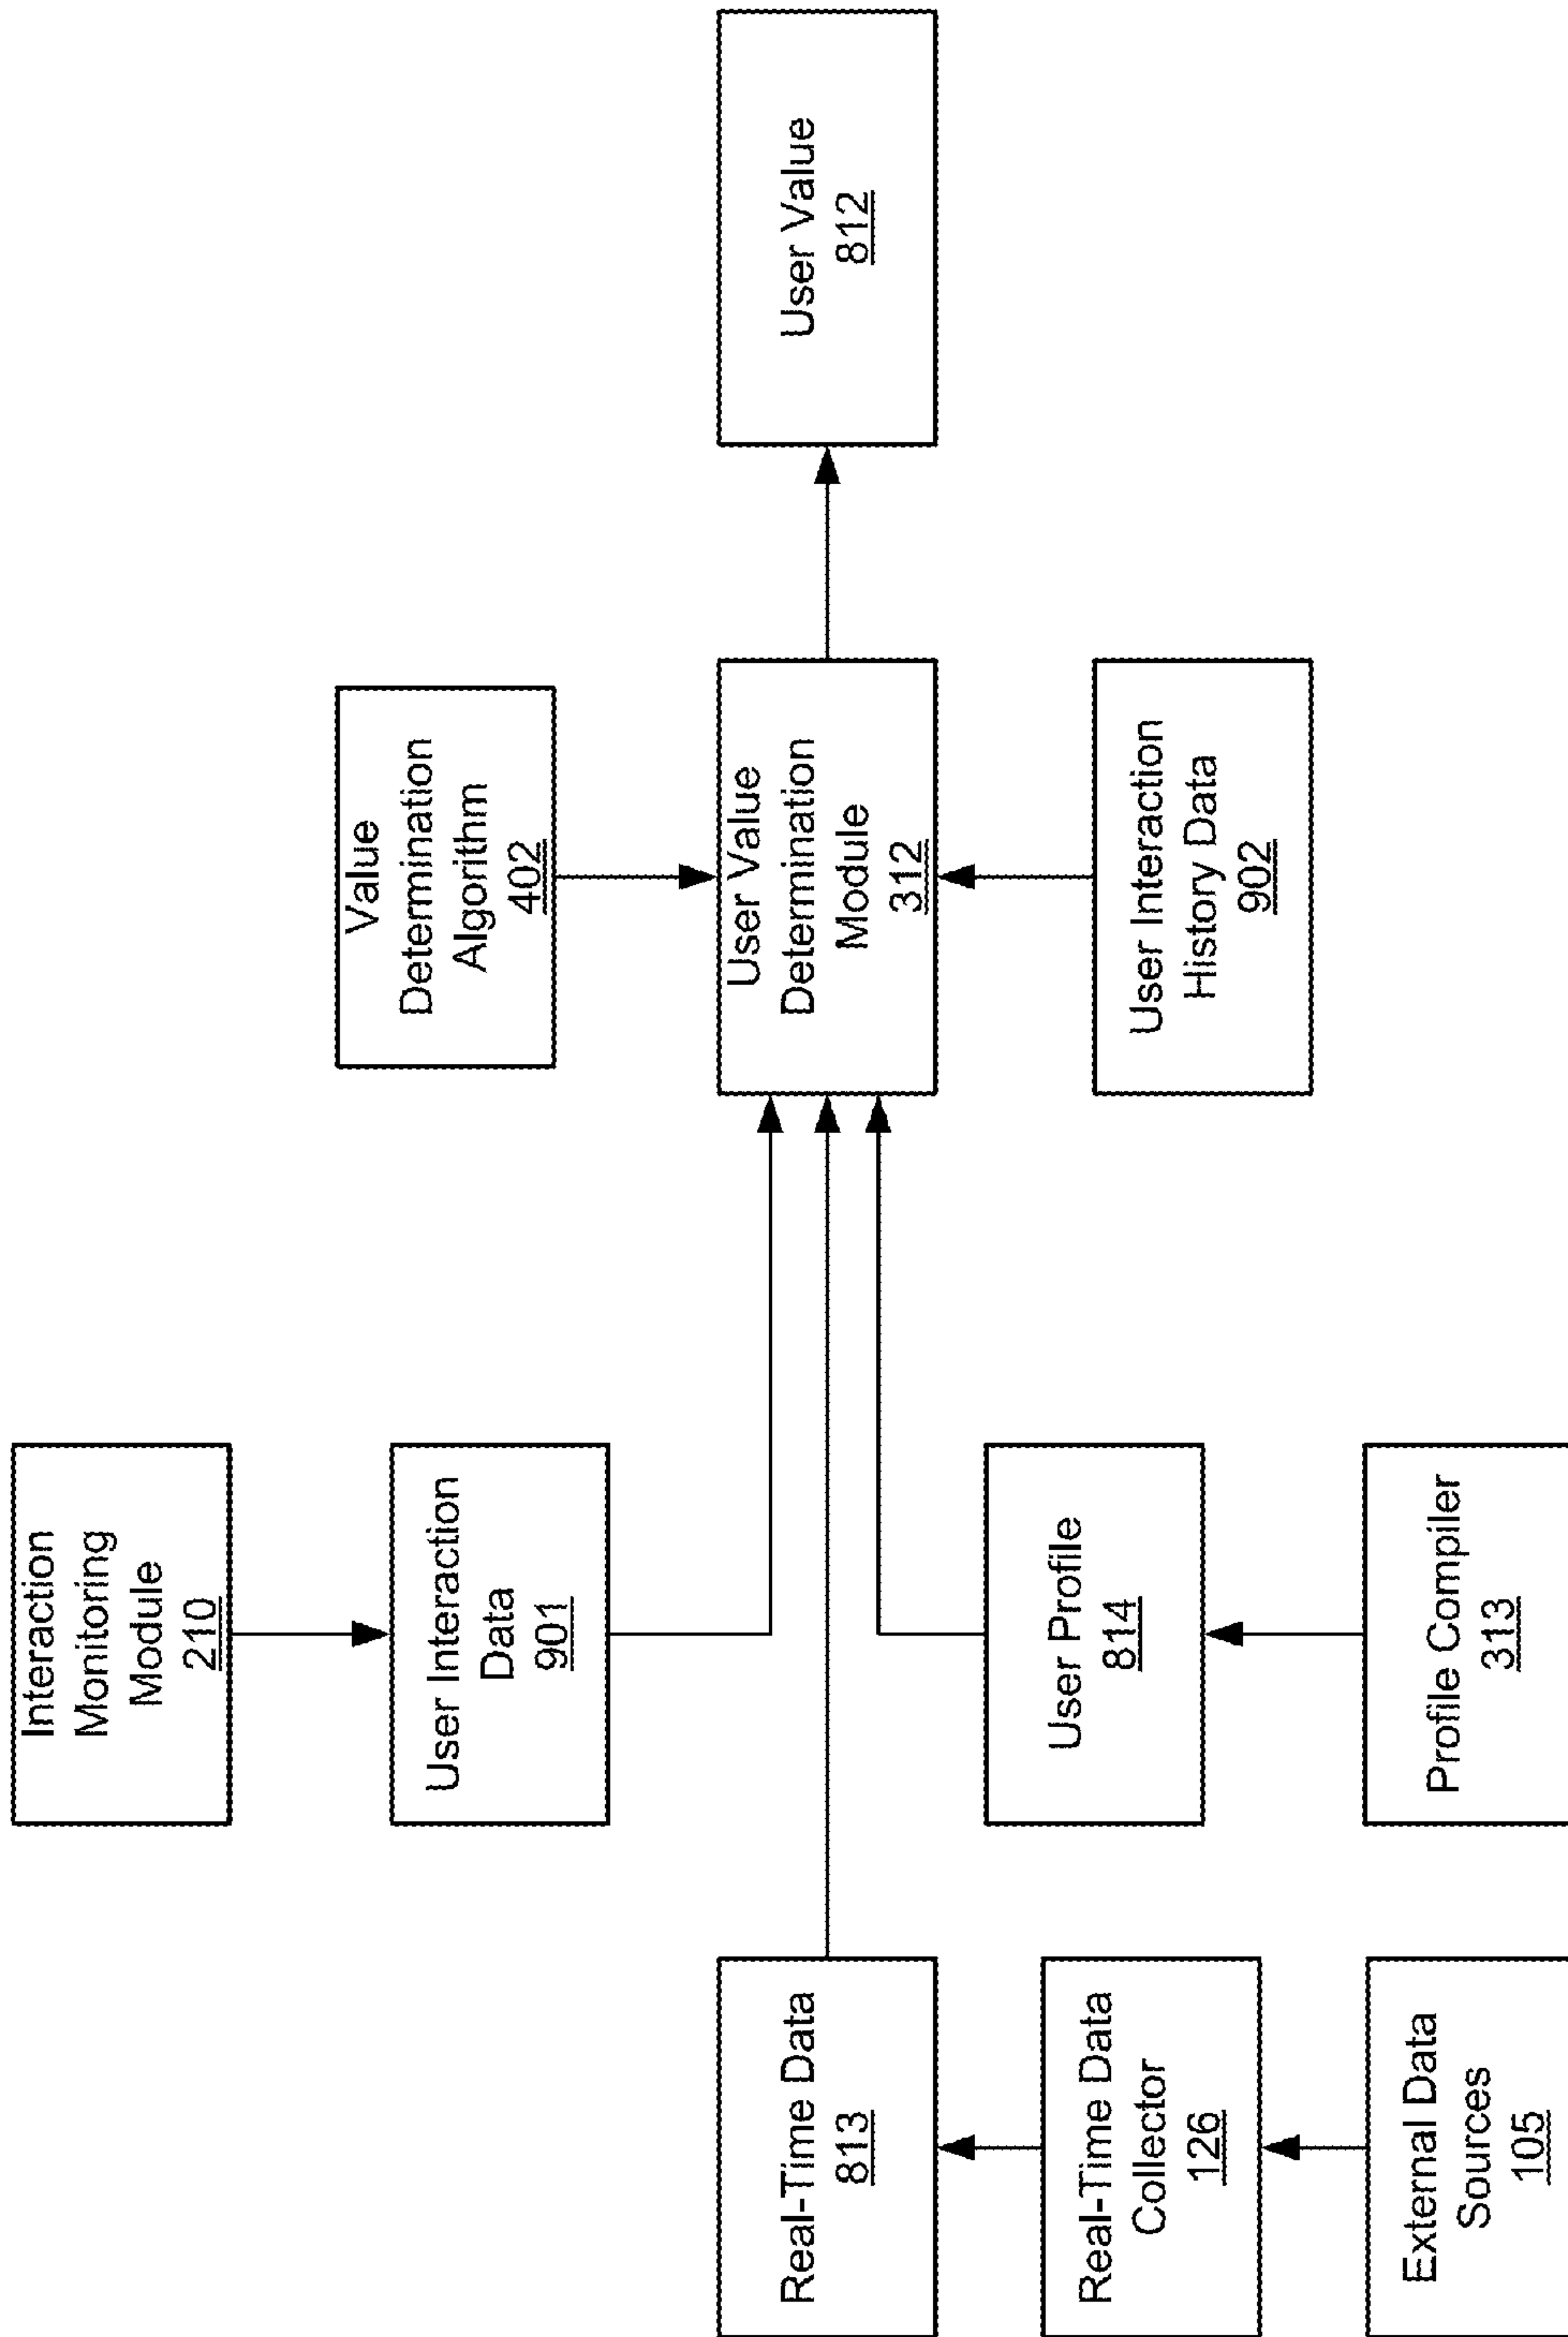 Interaction
Monitoring
Module
210
User Interaction
Data
901
Real-Time Data
813
Real-Time Data
Collector
126
External Data
Sources
105
User Profile
814
Profile Compiler
313
Value
Determination
Algorithm
402
User Value
Determination
Module
312
User Interaction
History Data
902
User Value
812